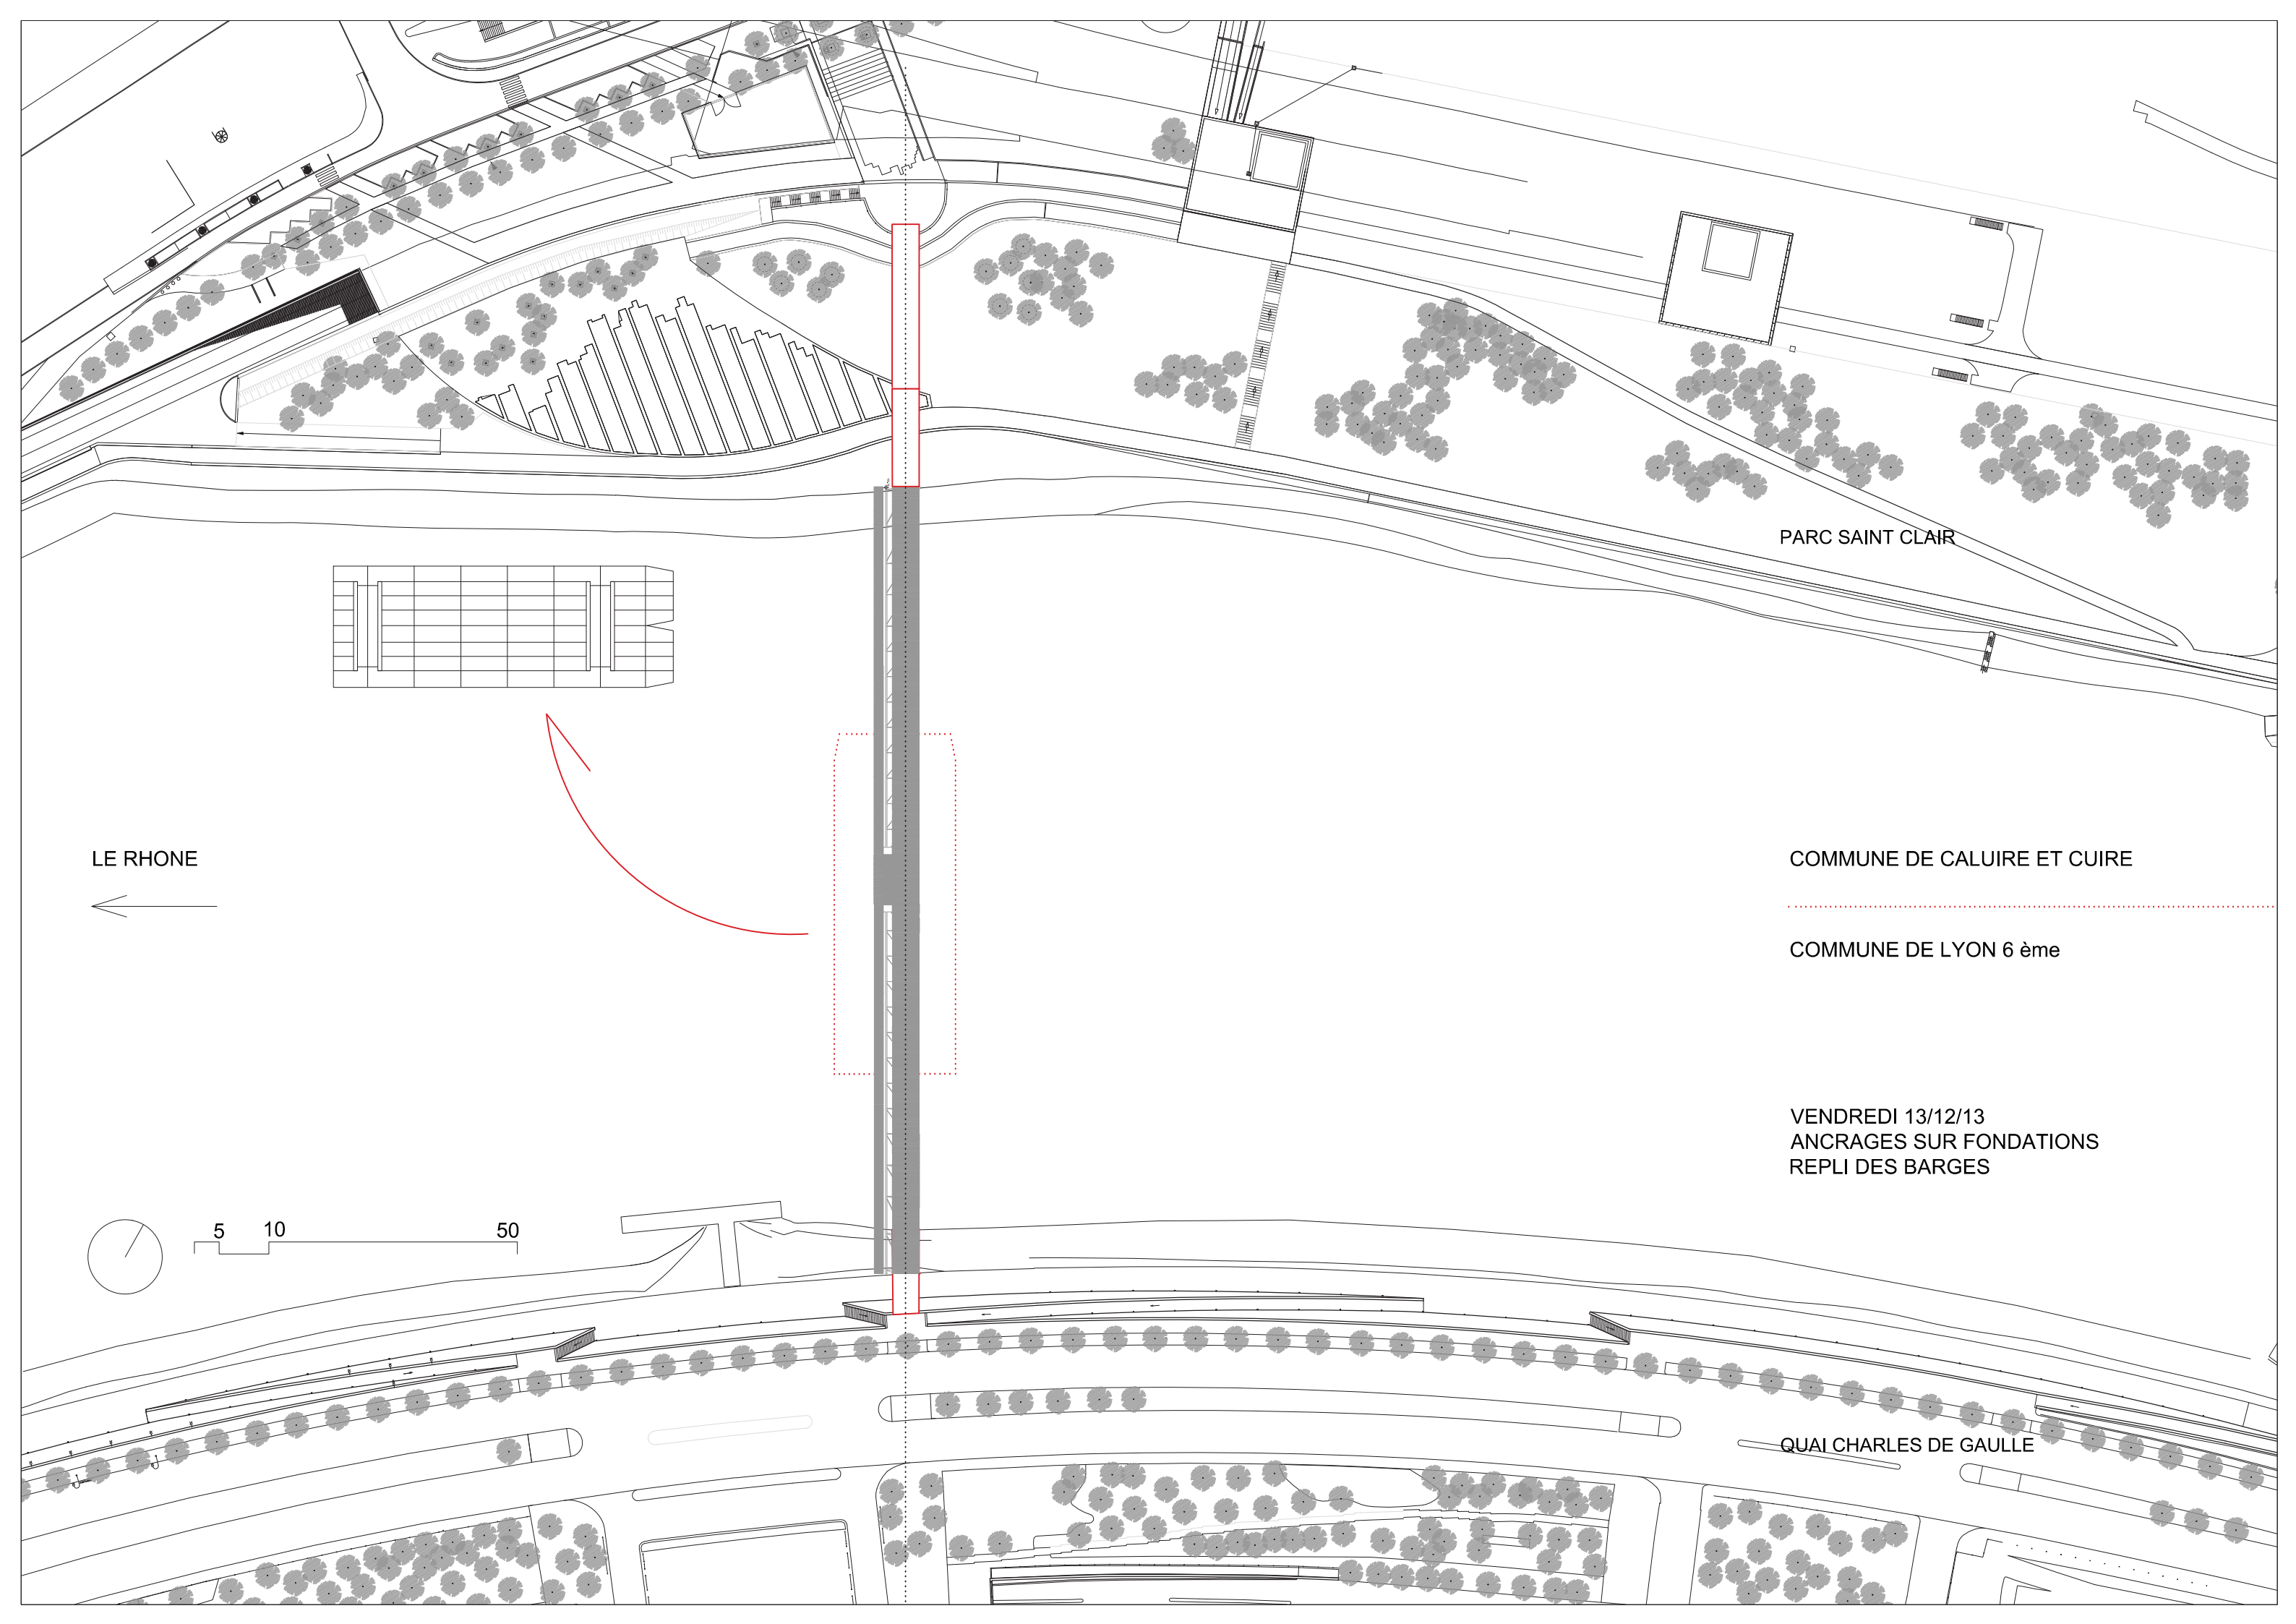 PARC SAINT CLAIR
LE RHONE
COMMUNE DE CALUIRE ET CUIRE
COMMUNE DE LYON 6 ème
VENDREDI 13/12/13
ANCRAGES SUR FONDATIONS
REPLI DES BARGES
5 10 50
QUAI CHARLES DE GAULLE